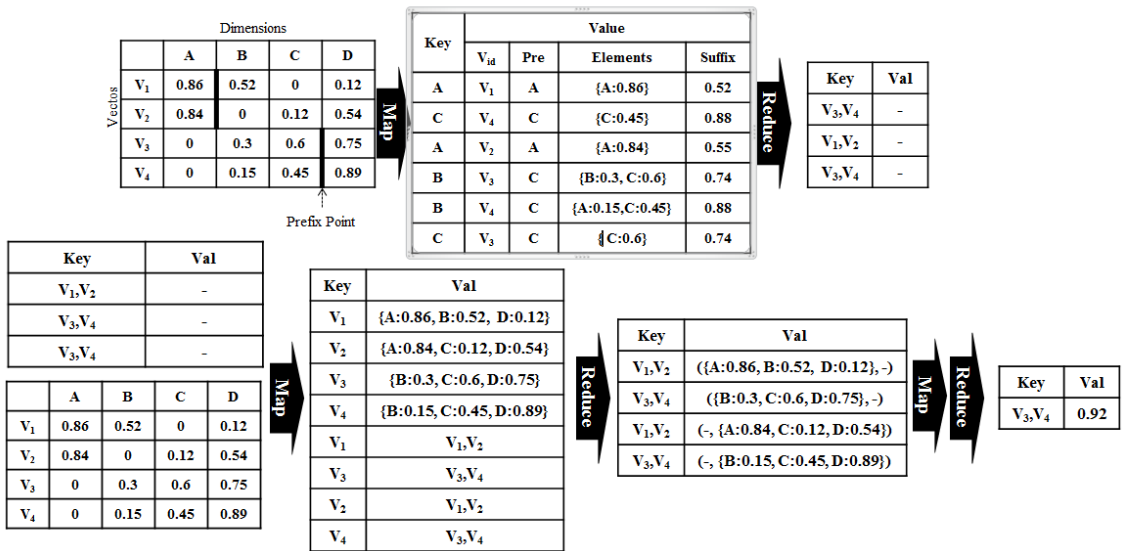 Dimensions
Vectos
A B C D
V1 0.86 0.52 0 0.12
V2 0.84 0 0.12 0.54
V3 0 0.3 0.6 0.75
V4 0 0.15 0.45 0.89
Prefix Point
Map
Key Value
Vid Pre Elements Suffix
A V1 A {A:0.86} 0.52
C V4 C {C:0.45} 0.88
A V2 A {A:0.84} 0.55
B V3 C {B:0.3, C:0.6} 0.74
B V4 C {A:0.15,C:0.45} 0.88
C V3 C { C:0.6} 0.74
Reduce
Key Val
V3,V4 -
V1,V2 -
V3,V4 -
Key Val
V1,V2 -
V3,V4 -
V3,V4 -
A B C D
V1 0.86 0.52 0 0.12
V2 0.84 0 0.12 0.54
V3 0 0.3 0.6 0.75
V4 0 0.15 0.45 0.89
Map
Key Val
V1 {A:0.86, B:0.52, D:0.12}
V2 {A:0.84, C:0.12, D:0.54}
V3 {B:0.3, C:0.6, D:0.75}
V4 {B:0.15, C:0.45, D:0.89}
V1 V1,V2
V3 V3,V4
V2 V1,V2
V4 V3,V4
Reduce
Key Val
V1,V2 ({A:0.86, B:0.52, D:0.12}, -)
V3,V4 ({B:0.3, C:0.6, D:0.75}, -)
V1,V2 (-, {A:0.84, C:0.12, D:0.54})
V3,V4 (-, {B:0.15, C:0.45, D:0.89})
Map
Reduce
Key Val
V3,V4 0.92